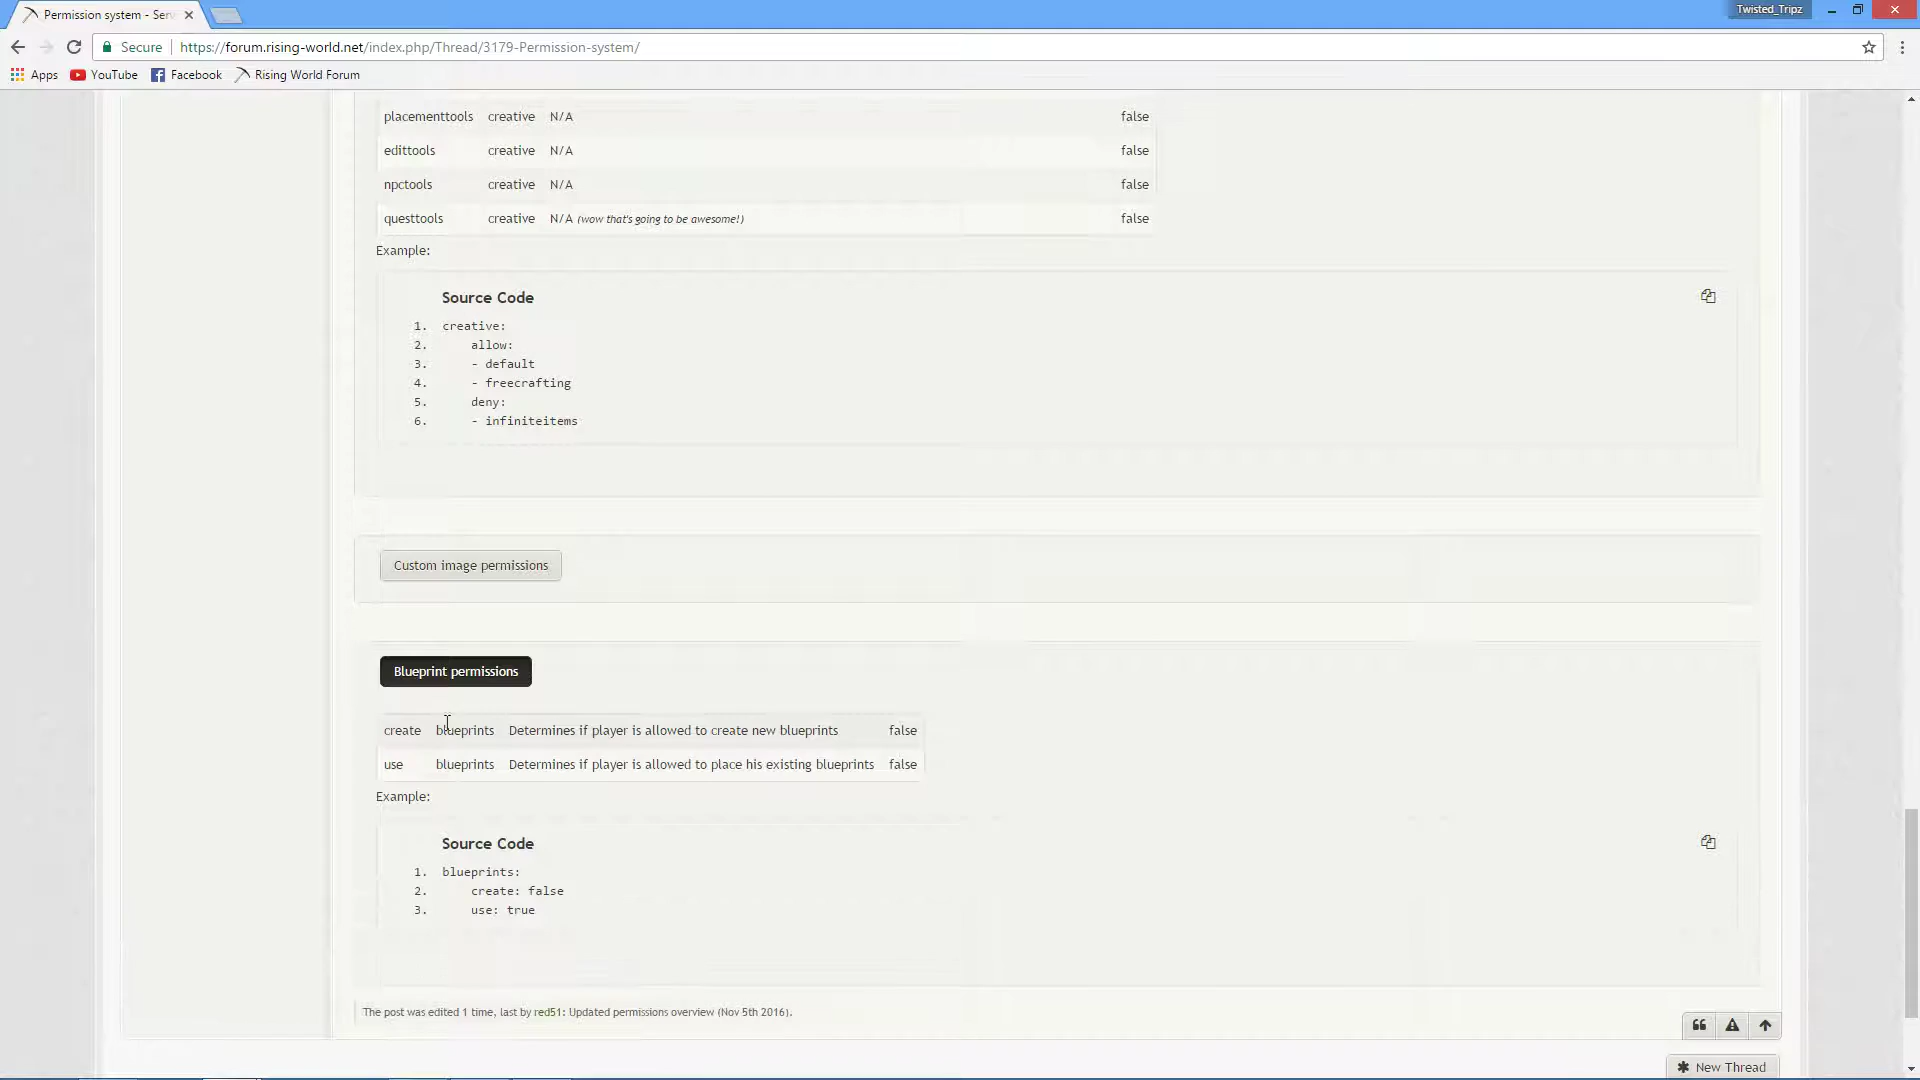 Permission system - Serv
Twisted_Tripz
Secure https://forum.rising-world.net/index.php/Thread/3179-Permission-system/
Apps YouTube Facebook Rising World Forum
placementtools creative N/A false
edittools creative N/A false
npctools creative N/A false
questtools creative N/A (wow that's going to be awesome!) false
Example:
Source Code
1. creative:
2. allow:
3. - default
4. - freecrafting
5. deny:
6. - infiniteitems
Custom image permissions
Blueprint permissions
create blueprints Determines if player is allowed to create new blueprints false
use blueprints Determines if player is allowed to place his existing blueprints false
Example:
Source Code
1. blueprints:
2. create: false
3. use: true
The post was edited 1 time, last by red51: Updated permissions overview (Nov 5th 2016).
New Thread